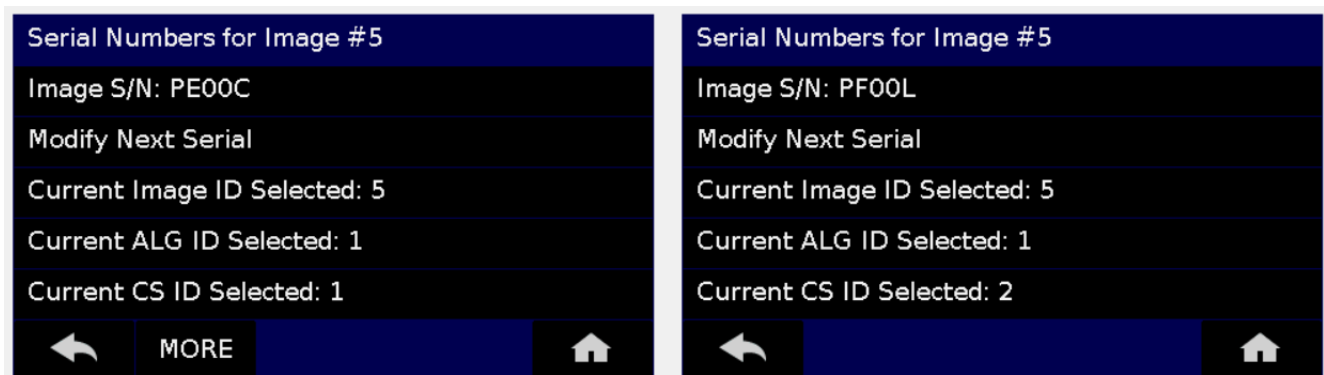 Serial Numbers for Image #5
Image S/N: PE00C
Modify Next Serial
Current Image ID Selected: 5
Current ALG ID Selected: 1
Current CS ID Selected: 1
MORE
Serial Numbers for Image #5
Image S/N: PF00L
Modify Next Serial
Current Image ID Selected: 5
Current ALG ID Selected: 1
Current CS ID Selected: 2